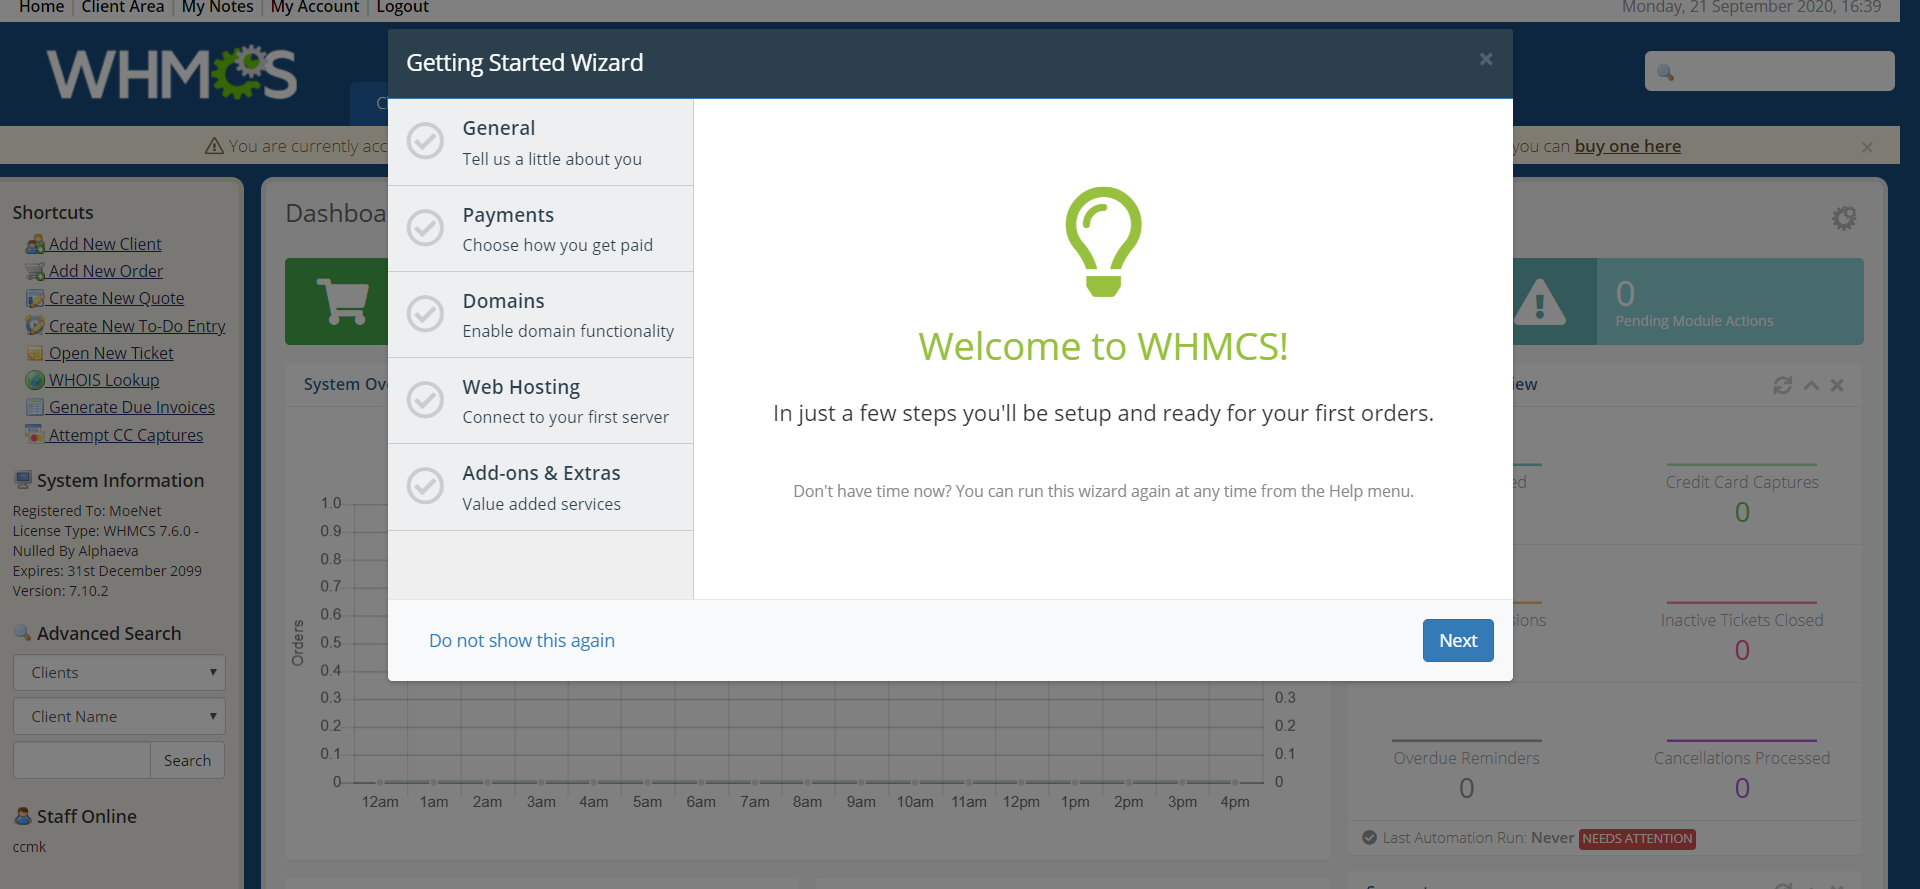 Home
Client Area
My Notes
My Account
Logout
Monday, 21 September 2020, 16:39
WHMCS
C
You are currently acc
you can buy one here
×
Getting Started Wizard
×
General
Tell us a little about you
Payments
Choose how you get paid
Domains
Enable domain functionality
Web Hosting
Connect to your first server
Add-ons & Extras
Value added services
Welcome to WHMCS!
In just a few steps you'll be setup and ready for your first orders.
Don't have time now? You can run this wizard again at any time from the Help menu.
Do not show this again
Next
Shortcuts
Add New Client
Add New Order
Create New Quote
Create New To-Do Entry
Open New Ticket
WHOIS Lookup
Generate Due Invoices
Attempt CC Captures
System Information
Registered To: MoeNet
License Type: WHMCS 7.6.0 -
Nulled By Alphaeva
Expires: 31st December 2099
Version: 7.10.2
Advanced Search
Clients
Client Name
Search
Staff Online
ccmk
Dashboa
0
Pending Module Actions
System Ov
1.0
0.9
0.8
0.7
0.6
0.5
0.4
0.3
0.2
0.1
0
Orders
0.3
0.2
0.1
0
12am 1am 2am 3am 4am 5am 6am 7am 8am 9am 10am 11am 12pm 1pm 2pm 3pm 4pm
iew
ed
Credit Card Captures
0
sions
Inactive Tickets Closed
0
Overdue Reminders
0
Cancellations Processed
0
Last Automation Run: Never NEEDS ATTENTION